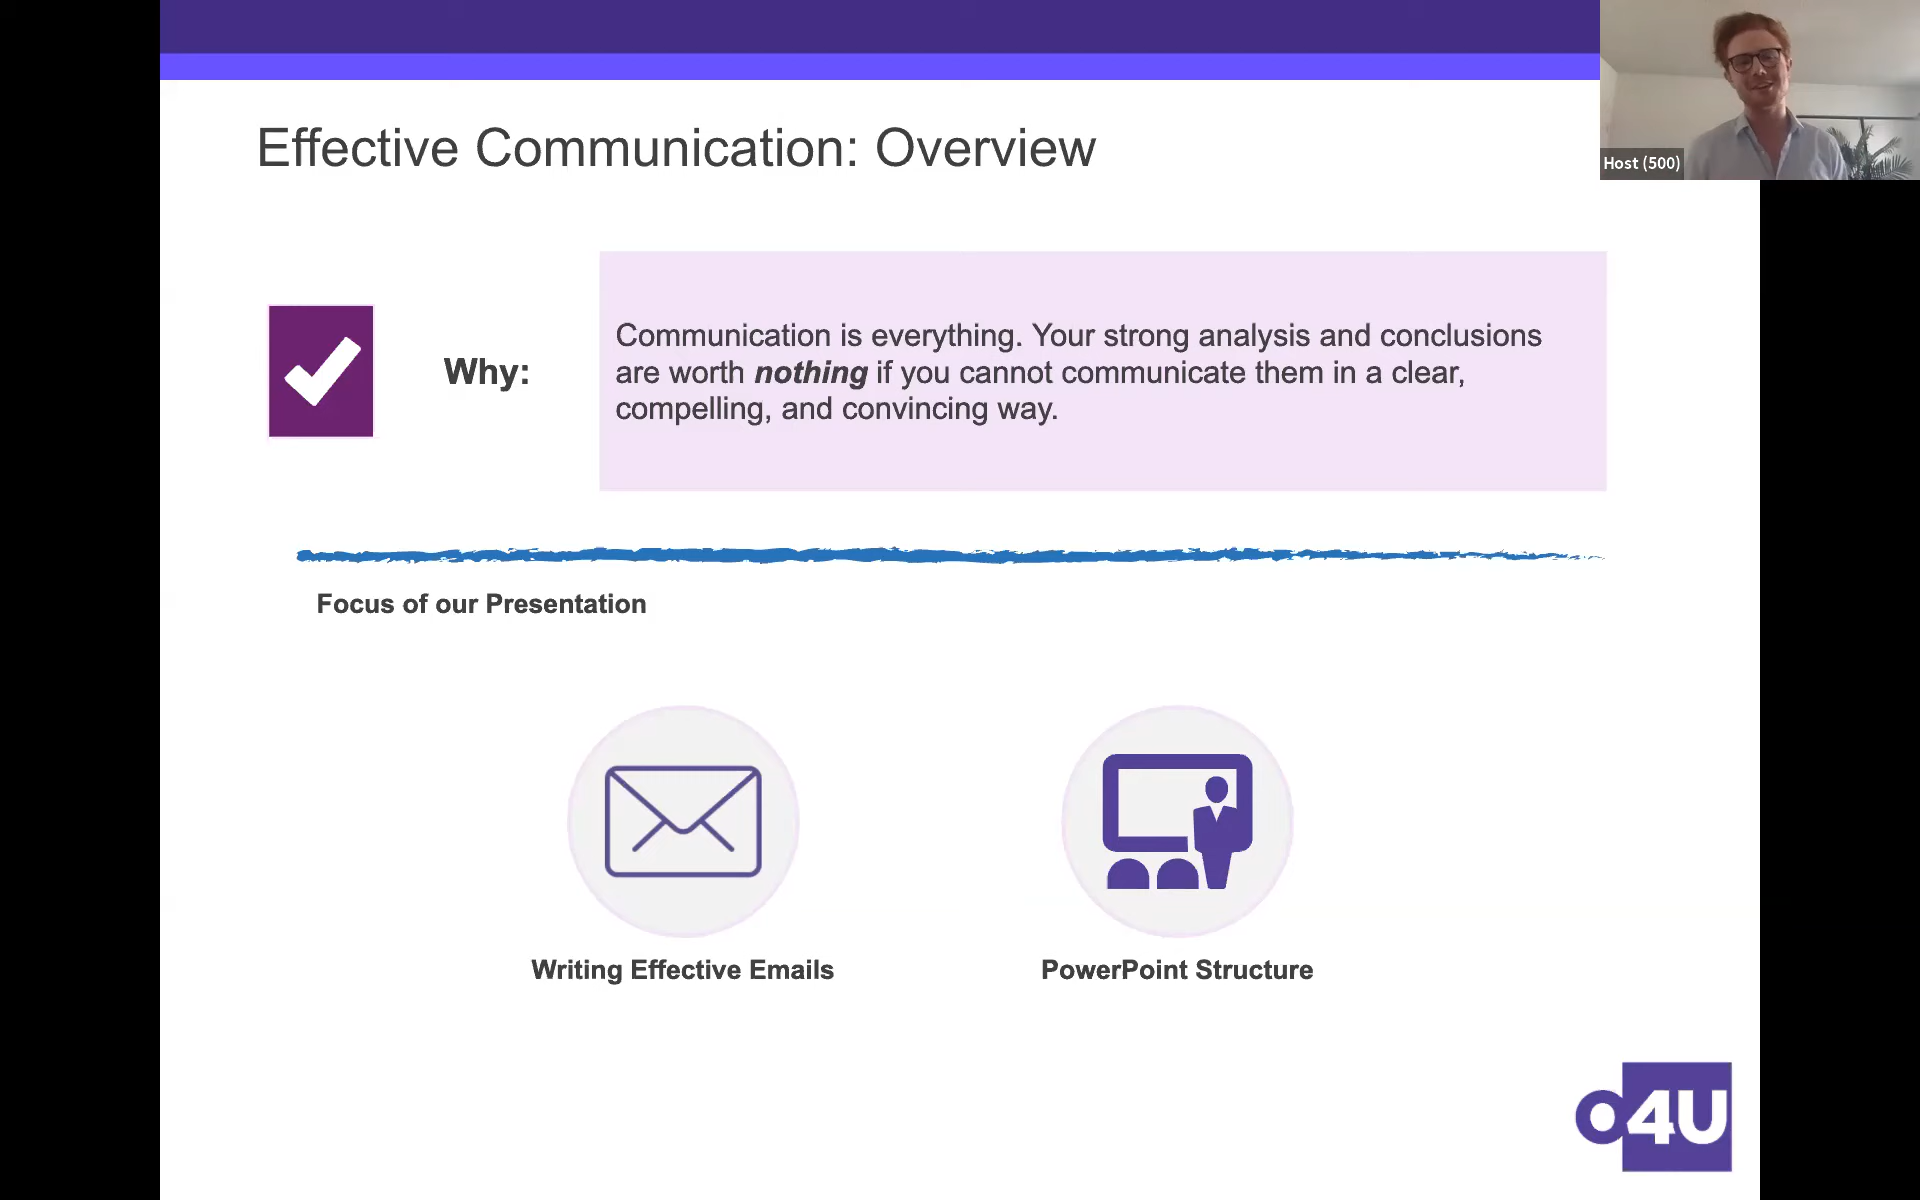 Effective Communication: Overview
Host (500)
Why:
Communication is everything. Your strong analysis and conclusions
are worth nothing if you cannot communicate them in a clear,
compelling, and convincing way.
Focus of our Presentation
Writing Effective Emails
PowerPoint Structure
O4U